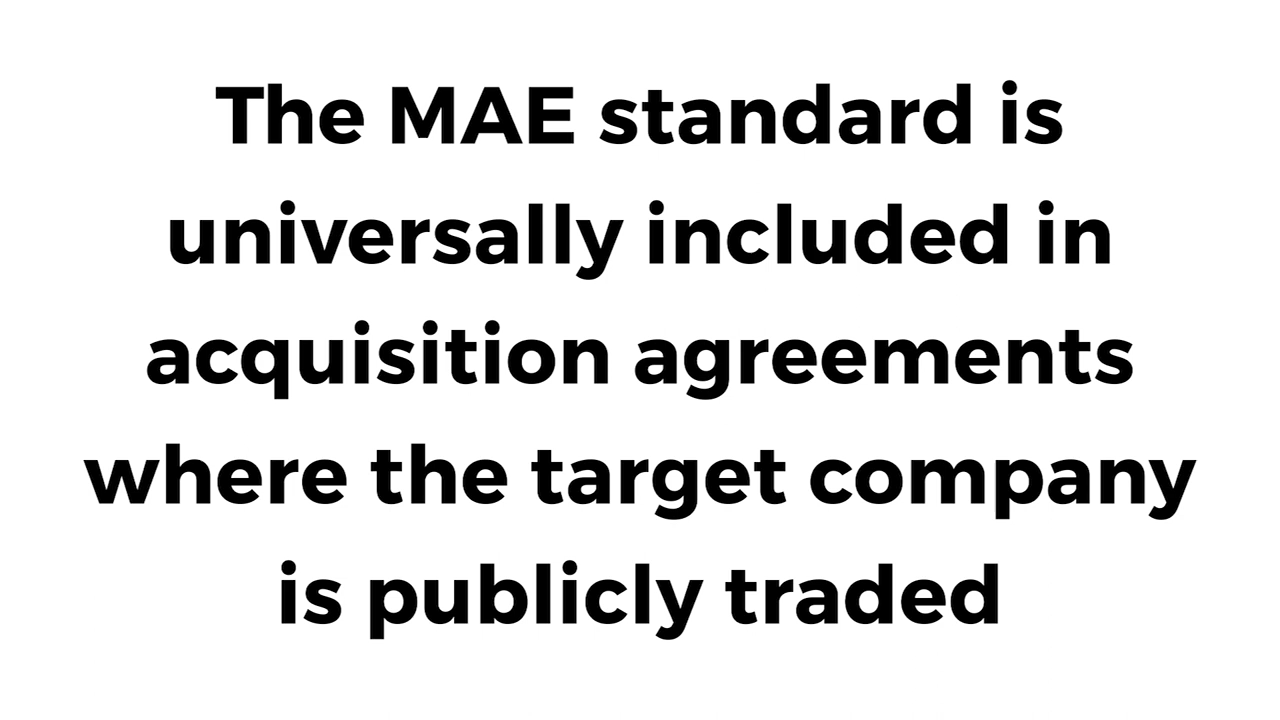 The MAE standard is
universally included in
acquisition agreements
where the target company
is publicly traded